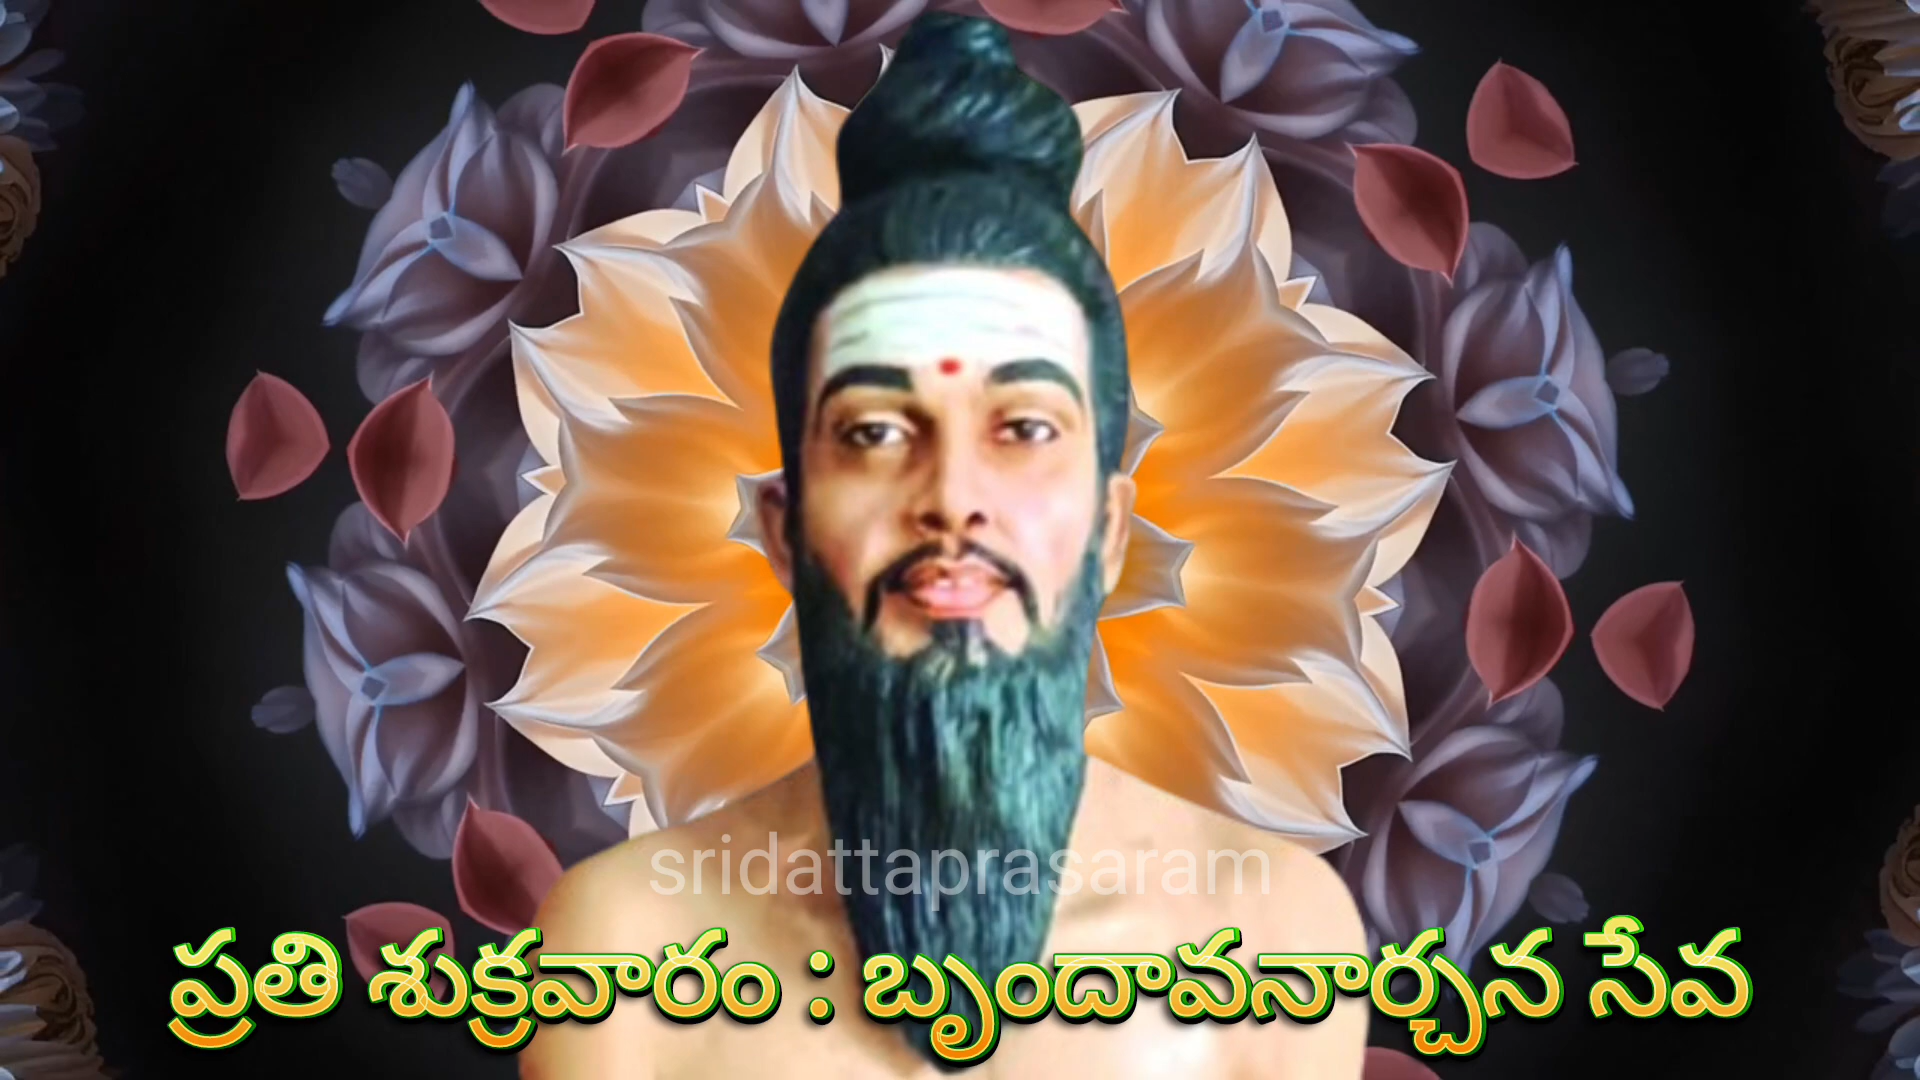 sridattaprasaram
ప్రతి శుక్రవారం : బృందావనార్చన సేవ